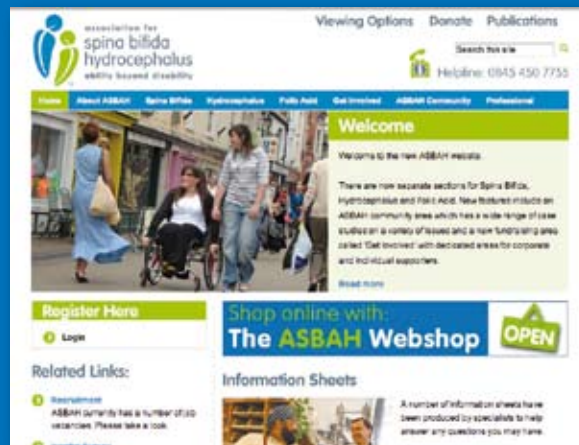 association for
spina bifida
hydrocephalus
ability beyond disability
Viewing Options Donate Publications
Search this site
Helpline: 0845 450 7755
Home About ASBAH Spina Bifida Hydrocephalus Folic Acid Get Involved ASBAH Community Professional
Welcome
Welcome to the new ASBAH website.
There are now separate sections for Spina Bifida,
Hydrocephalus and Folic Acid. New features include an
ASBAH community area which has a wide range of case
studies on a variety of issues and a new fundraising area
called 'Get Involved' with dedicated areas for corporate
and individual supporters.
Read more
Register Here
Login
Shop online with:
The ASBAH Webshop
OPEN
Related Links:
Recruitment
ASBAH currently has a number of job
vacancies. Please take a look.
Information Sheets
A number of information sheets have
been produced by specialists to help
answer any questions you may have.